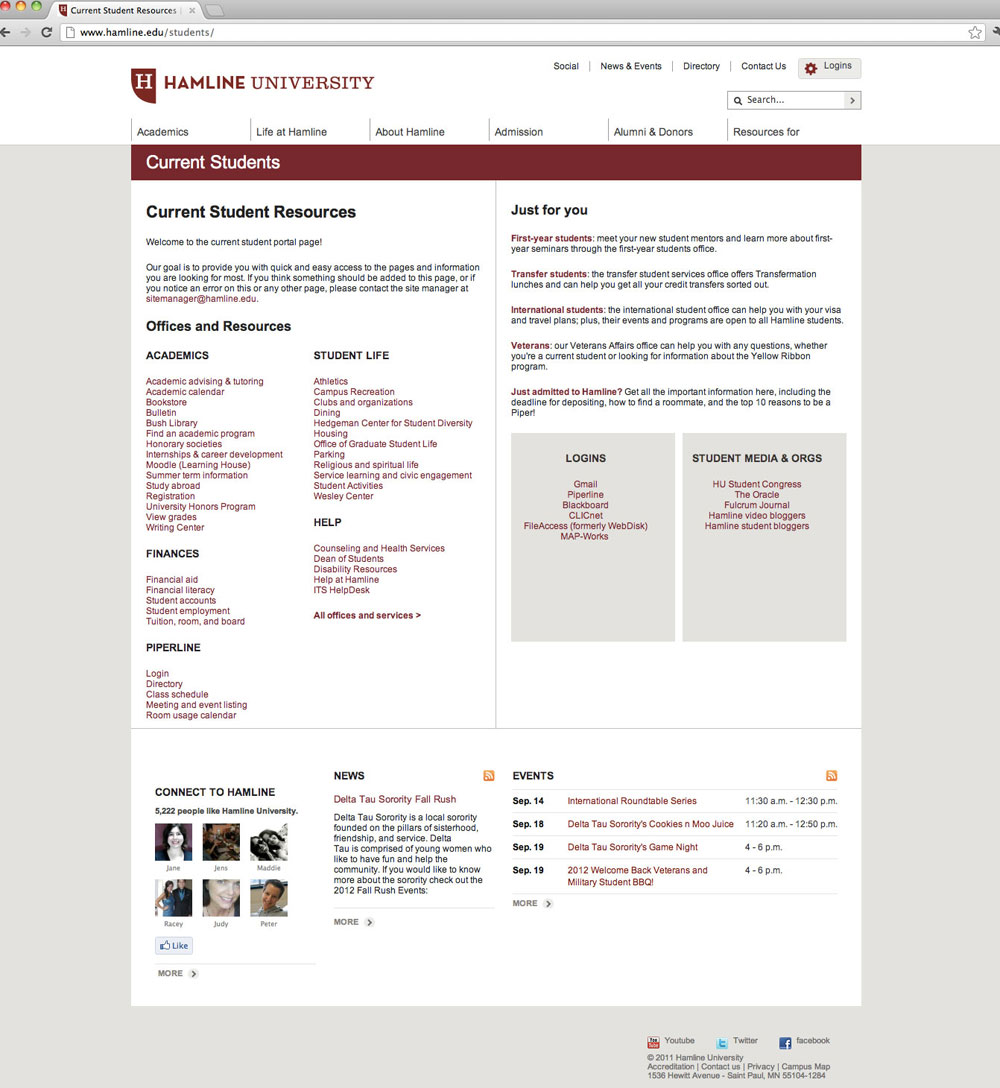 Current Student Resources |
www.hamline.edu/students/
Social | News & Events | Directory | Contact Us Logins
H HAMLINE UNIVERSITY
Search...
Academics Life at Hamline About Hamline Admission Alumni & Donors Resources for
Current Students
Current Student Resources
Welcome to the current student portal page!
Our goal is to provide you with quick and easy access to the pages and information
you are looking for most. If you think something should be added to this page, or if
you notice an error on this or any other page, please contact the site manager at
sitemanager@hamline.edu.
Offices and Resources
ACADEMICS
Academic advising & tutoring
Academic calendar
Bookstore
Bulletin
Bush Library
Find an academic program
Honorary societies
Internships & career development
Moodle (Learning House)
Summer term information
Study abroad
Registration
University Honors Program
View grades
Writing Center
FINANCES
Financial aid
Financial literacy
Student accounts
Student employment
Tuition, room, and board
PIPERLINE
Login
Directory
Class schedule
Meeting and event listing
Room usage calendar
STUDENT LIFE
Athletics
Campus Recreation
Clubs and organizations
Dining
Hedgeman Center for Student Diversity
Housing
Office of Graduate Student Life
Parking
Religious and spiritual life
Service learning and civic engagement
Student Activities
Wesley Center
HELP
Counseling and Health Services
Dean of Students
Disability Resources
Help at Hamline
ITS HelpDesk
All offices and services >
Just for you
First-year students: meet your new student mentors and learn more about first-
year seminars through the first-year students office.
Transfer students: the transfer student services office offers Transfermation
lunches and can help you get all your credit transfers sorted out.
International students: the international student office can help you with your visa
and travel plans; plus, their events and programs are open to all Hamline students.
Veterans: our Veterans Affairs office can help you with any questions, whether
you're a current student or looking for information about the Yellow Ribbon
program.
Just admitted to Hamline? Get all the important information here, including the
deadline for depositing, how to find a roommate, and the top 10 reasons to be a
Piper!
LOGINS
Gmail
Piperline
Blackboard
CLICnet
FileAccess (formerly WebDisk)
MAP-Works
STUDENT MEDIA & ORGS
HU Student Congress
The Oracle
Fulcrum Journal
Hamline video bloggers
Hamline student bloggers
CONNECT TO HAMLINE
5,222 people like Hamline University.
Jane Jens Maddie
Racey Judy Peter
Like
MORE
NEWS
Delta Tau Sorority Fall Rush
Delta Tau Sorority is a local sorority
founded on the pillars of sisterhood,
friendship, and service. Delta
Tau is comprised of young women who
like to have fun and help the
community. If you would like to know
more about the sorority check out the
2012 Fall Rush Events:
MORE
EVENTS
Sep. 14 International Roundtable Series 11:30 a.m. - 12:30 p.m.
Sep. 18 Delta Tau Sorority's Cookies n Moo Juice 11:20 a.m. - 12:50 p.m.
Sep. 19 Delta Tau Sorority's Game Night 4 - 6 p.m.
Sep. 19 2012 Welcome Back Veterans and 4 - 6 p.m.
Military Student BBQ!
MORE
Youtube Twitter facebook
© 2011 Hamline University
Accreditation | Contact us | Privacy | Campus Map
1536 Hewitt Avenue - Saint Paul, MN 55104-1284